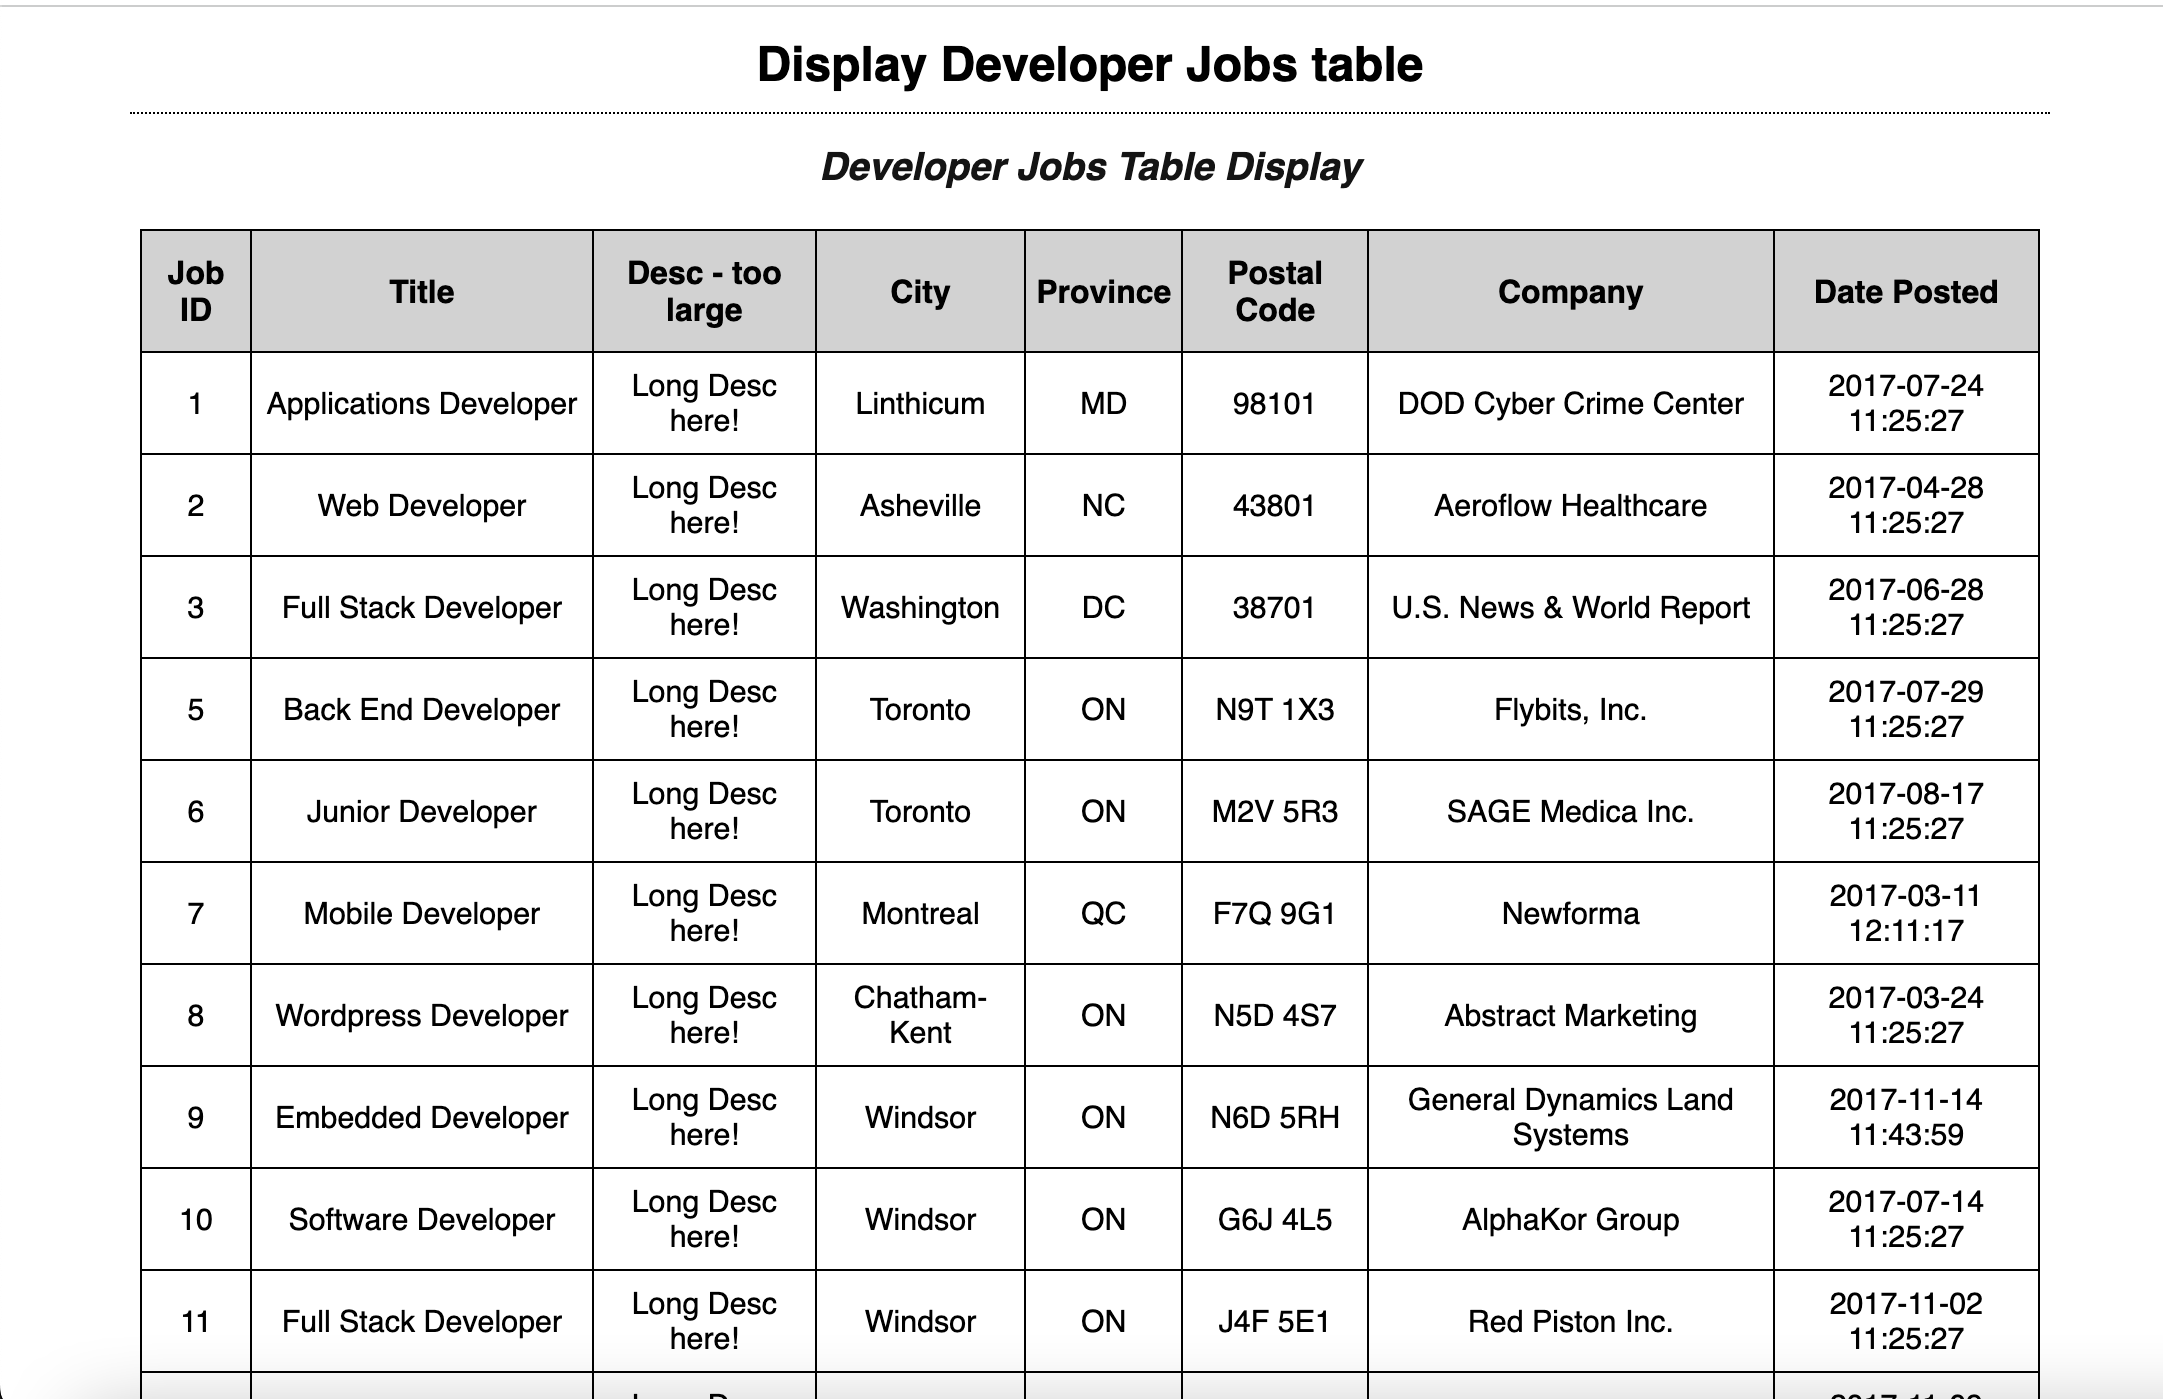 Display Developer Jobs table
Developer Jobs Table Display
Job ID Title Desc - too large City Province Postal Code Company Date Posted
1 Applications Developer Long Desc here! Linthicum MD 98101 DOD Cyber Crime Center 2017-07-24 11:25:27
2 Web Developer Long Desc here! Asheville NC 43801 Aeroflow Healthcare 2017-04-28 11:25:27
3 Full Stack Developer Long Desc here! Washington DC 38701 U.S. News & World Report 2017-06-28 11:25:27
5 Back End Developer Long Desc here! Toronto ON N9T 1X3 Flybits, Inc. 2017-07-29 11:25:27
6 Junior Developer Long Desc here! Toronto ON M2V 5R3 SAGE Medica Inc. 2017-08-17 11:25:27
7 Mobile Developer Long Desc here! Montreal QC F7Q 9G1 Newforma 2017-03-11 12:11:17
8 Wordpress Developer Long Desc here! Chatham-Kent ON N5D 4S7 Abstract Marketing 2017-03-24 11:25:27
9 Embedded Developer Long Desc here! Windsor ON N6D 5RH General Dynamics Land Systems 2017-11-14 11:43:59
10 Software Developer Long Desc here! Windsor ON G6J 4L5 AlphaKor Group 2017-07-14 11:25:27
11 Full Stack Developer Long Desc here! Windsor ON J4F 5E1 Red Piston Inc. 2017-11-02 11:25:27